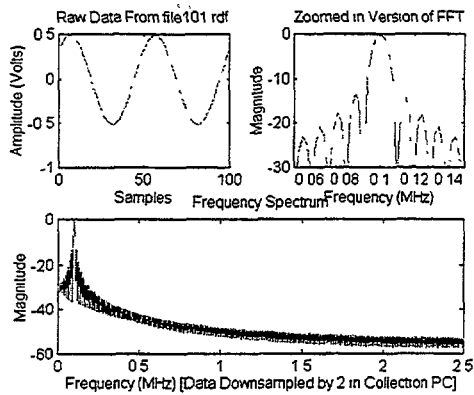 Raw Data From file101 rdf
Zoomed in Version of FFT
Amplitude (Volts)
0 5
0
-0 5
-1
0
50
100
Samples
Magnitude
0
-10
-20
-30
0 06
0 08
0 1
0 12
0 14
Frequency (MHz)
Frequency Spectrum
Magnitude
0
-20
-40
-60
0
0 5
1
1 5
2
2 5
Frequency (MHz) [Data Downsampled by 2 in Collection PC]